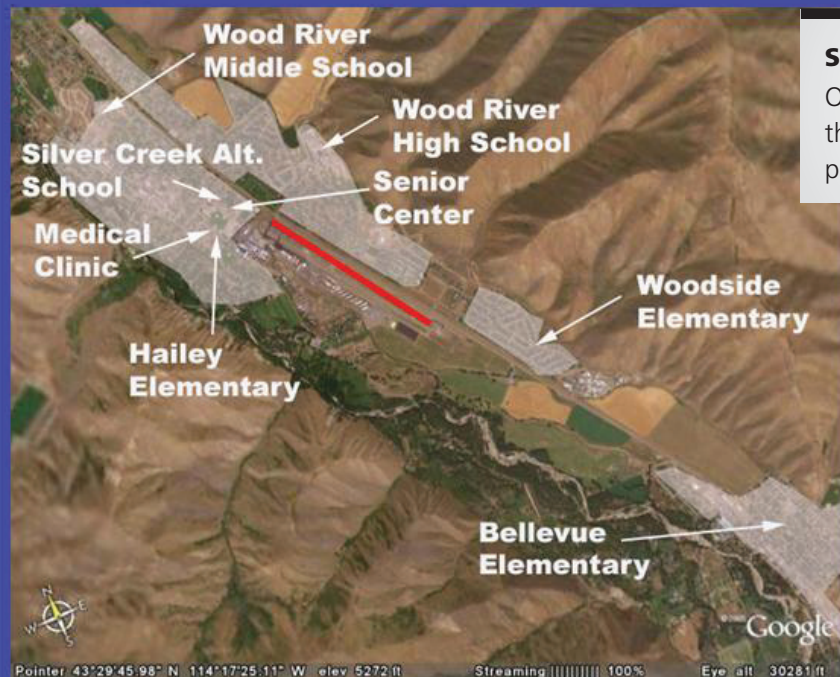 Wood River
Middle School
Wood River
High School
Silver Creek Alt.
School
Senior
Center
Medical
Clinic
Hailey
Elementary
Woodside
Elementary
Bellevue
Elementary
N
E
W
S
Google
Pointer 43°29'45.98" N 114°17'25.11" W elev 5272 ft Streaming |||||||||| 100% Eye alt 30281 ft